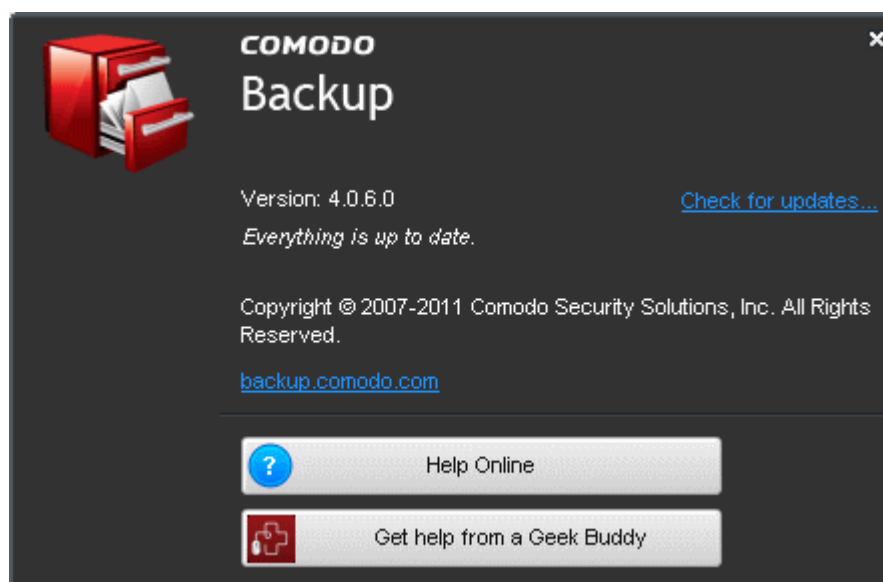 COMODO
Backup
Version: 4.0.6.0
Check for updates...
Everything is up to date.
Copyright © 2007-2011 Comodo Security Solutions, Inc. All Rights
Reserved.
backup.comodo.com
Help Online
Get help from a Geek Buddy